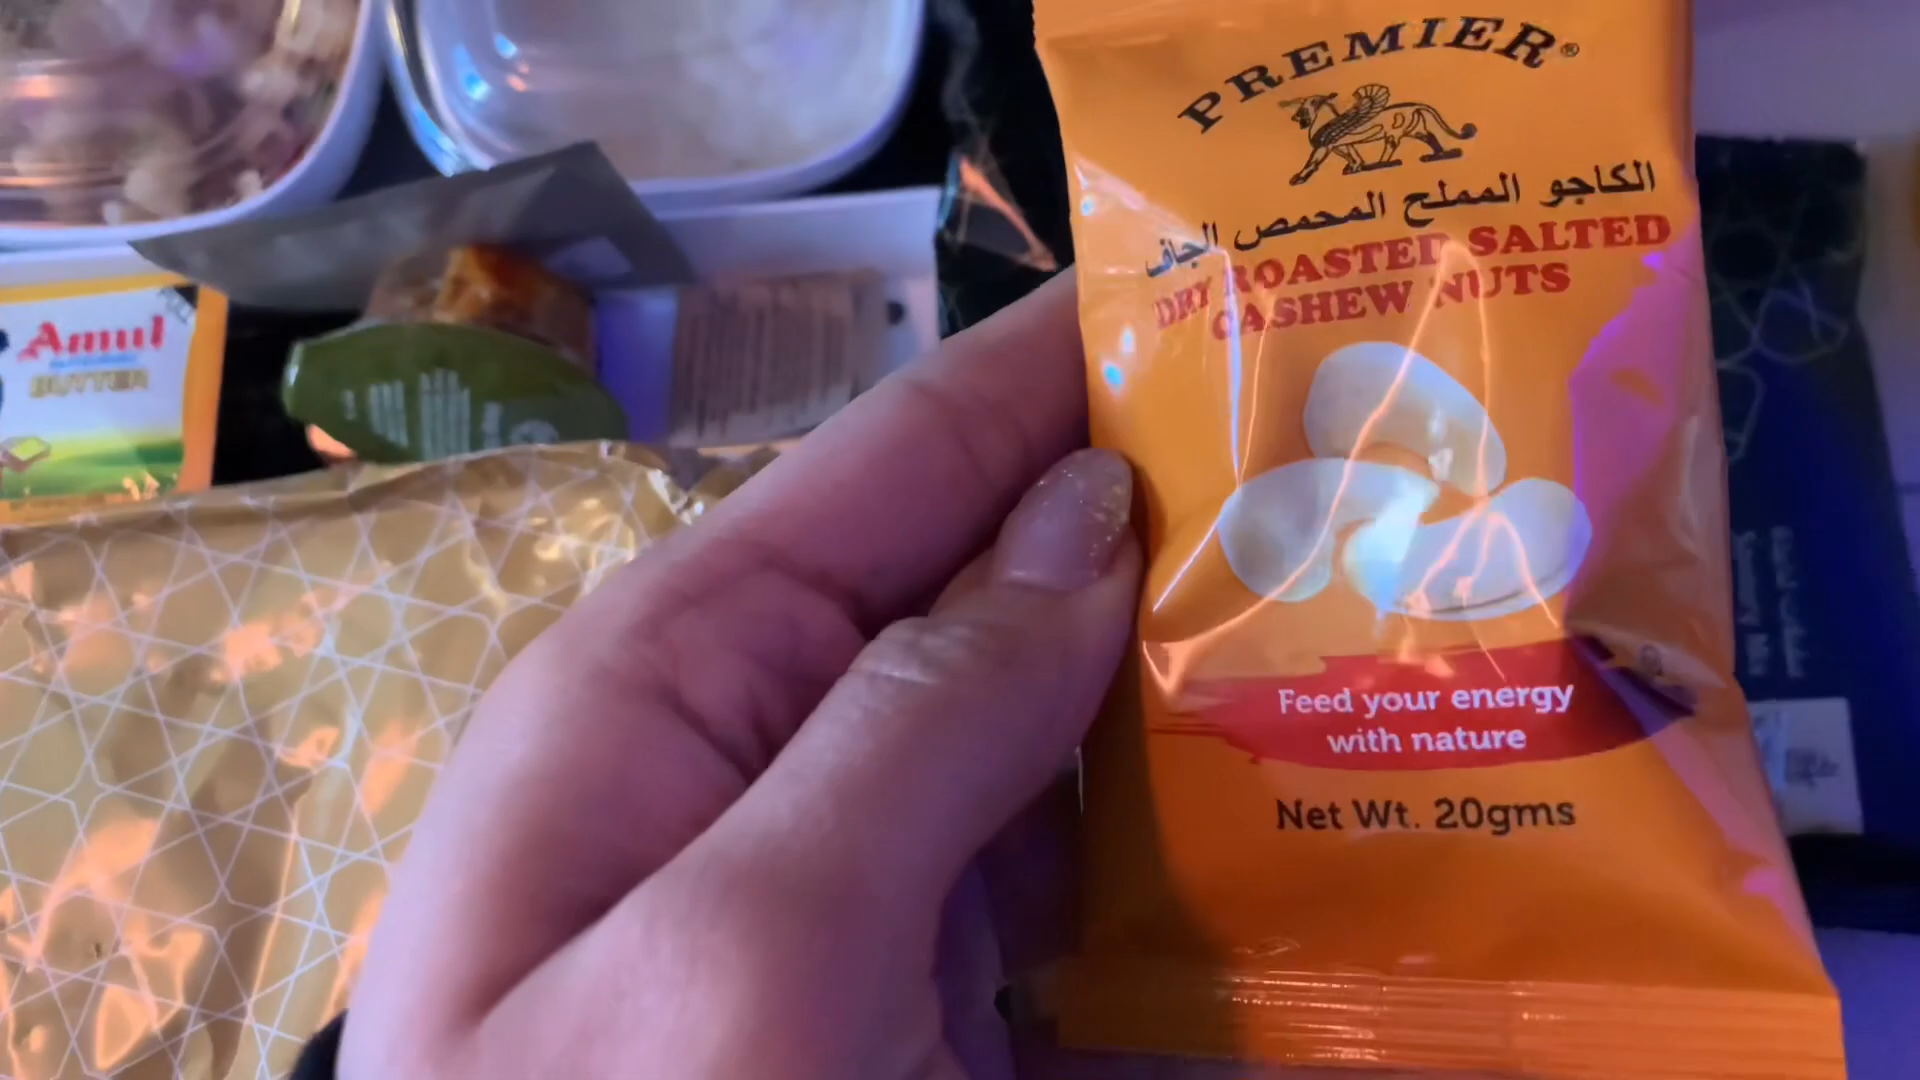 PREMIER®
الكاجو المملح المحمص الجاف
DRY ROASTED SALTED
CASHEW NUTS
Feed your energy
with nature
Net Wt. 20gms
Amul
BUTTER